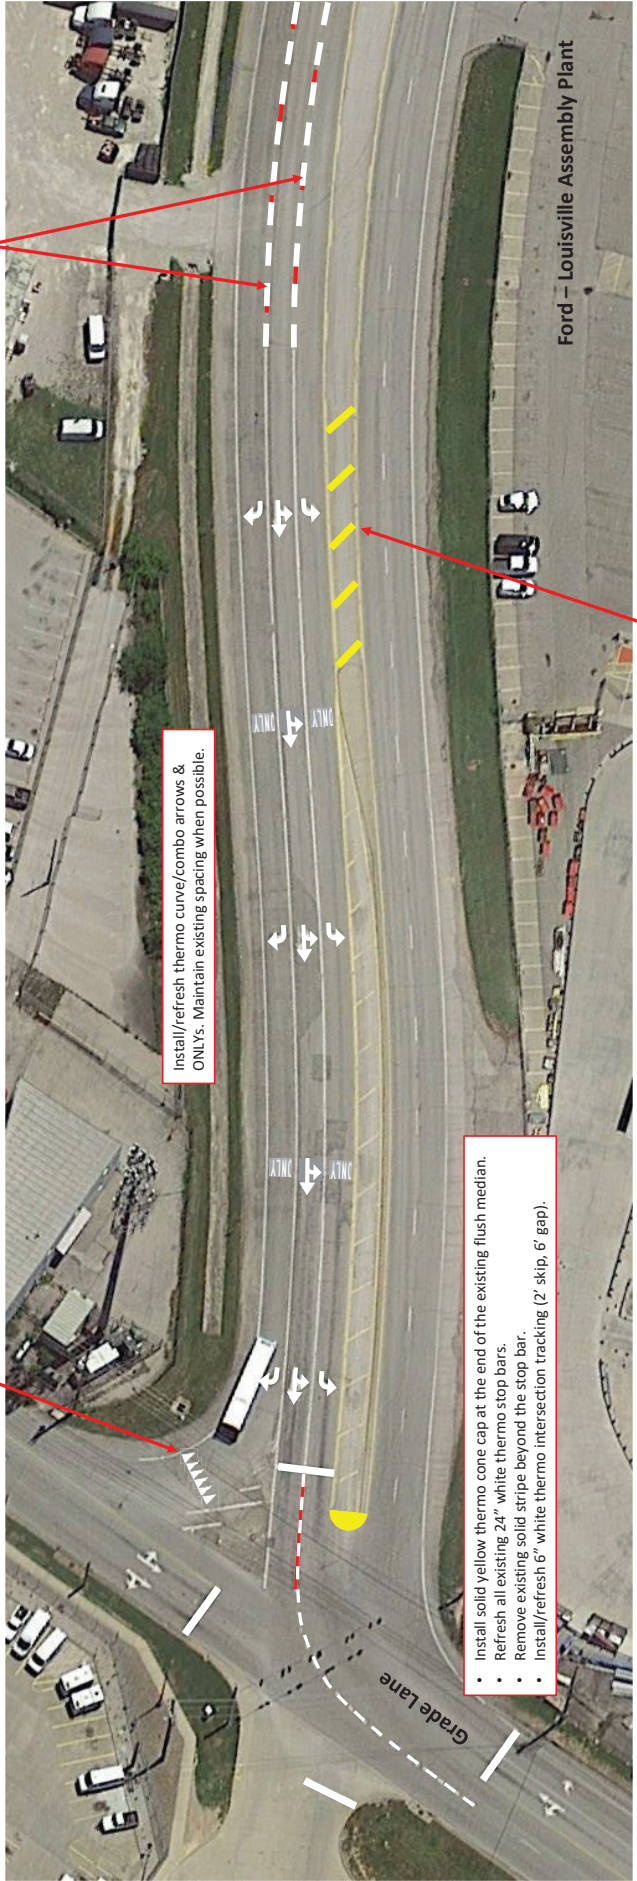 Install/refresh thermo curve/combo arrows &
ONLYs. Maintain existing spacing when possible.
ONLY
ONLY
ONLY
ONLY
Ford – Louisville Assembly Plant
Grade Lane
• Install solid yellow thermo cone cap at the end of the existing flush median.
• Refresh all existing 24” white thermo stop bars.
• Remove existing solid stripe beyond the stop bar.
• Install/refresh 6” white thermo intersection tracking (2’ skip, 6’ gap).